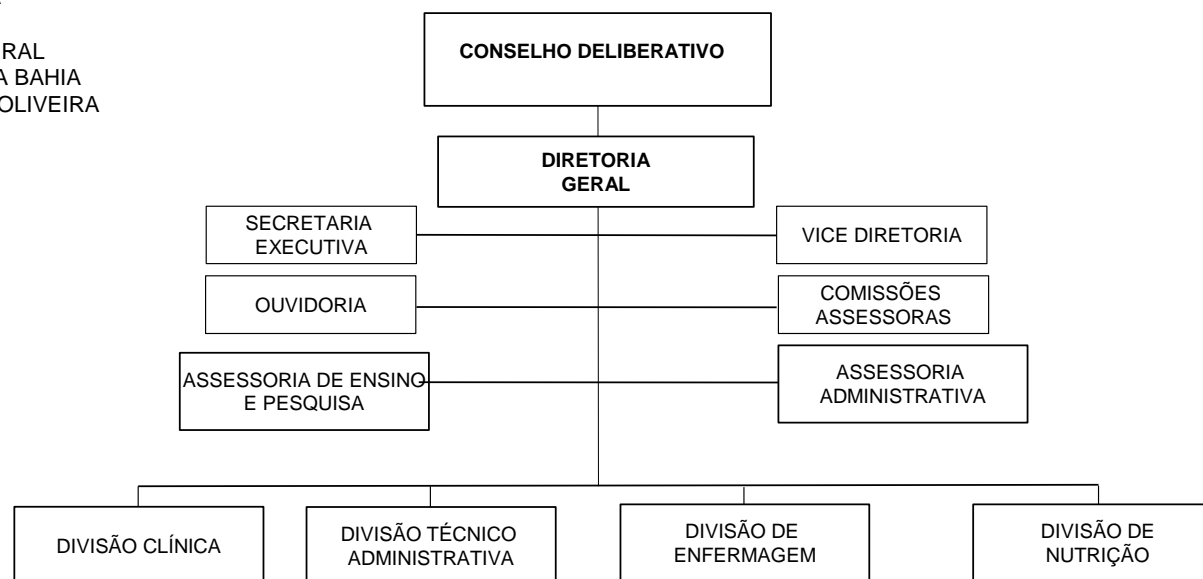 RAL
A BAHIA
OLIVEIRA
CONSELHO DELIBERATIVO
DIRETORIA
GERAL
SECRETARIA
EXECUTIVA
VICE DIRETORIA
OUVIDORIA
COMISSÕES
ASSESSORAS
ASSESSORIA DE ENSINO
E PESQUISA
ASSESSORIA
ADMINISTRATIVA
DIVISÃO CLÍNICA
DIVISÃO TÉCNICO
ADMINISTRATIVA
DIVISÃO DE
ENFERMAGEM
DIVISÃO DE
NUTRIÇÃO